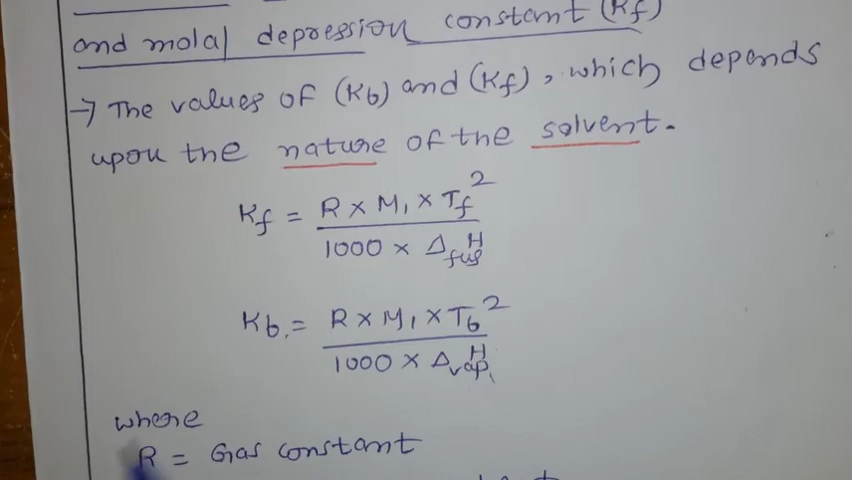 and molal depression constant (Kf)
→ The values of (Kb) and (Kf), which depends
upon the nature of the solvent.
Kf = R × M₁ × Tf²
1000 × ΔfusH
Kb = R × M₁ × Tb²
1000 × ΔvapH
where
R = Gas constant